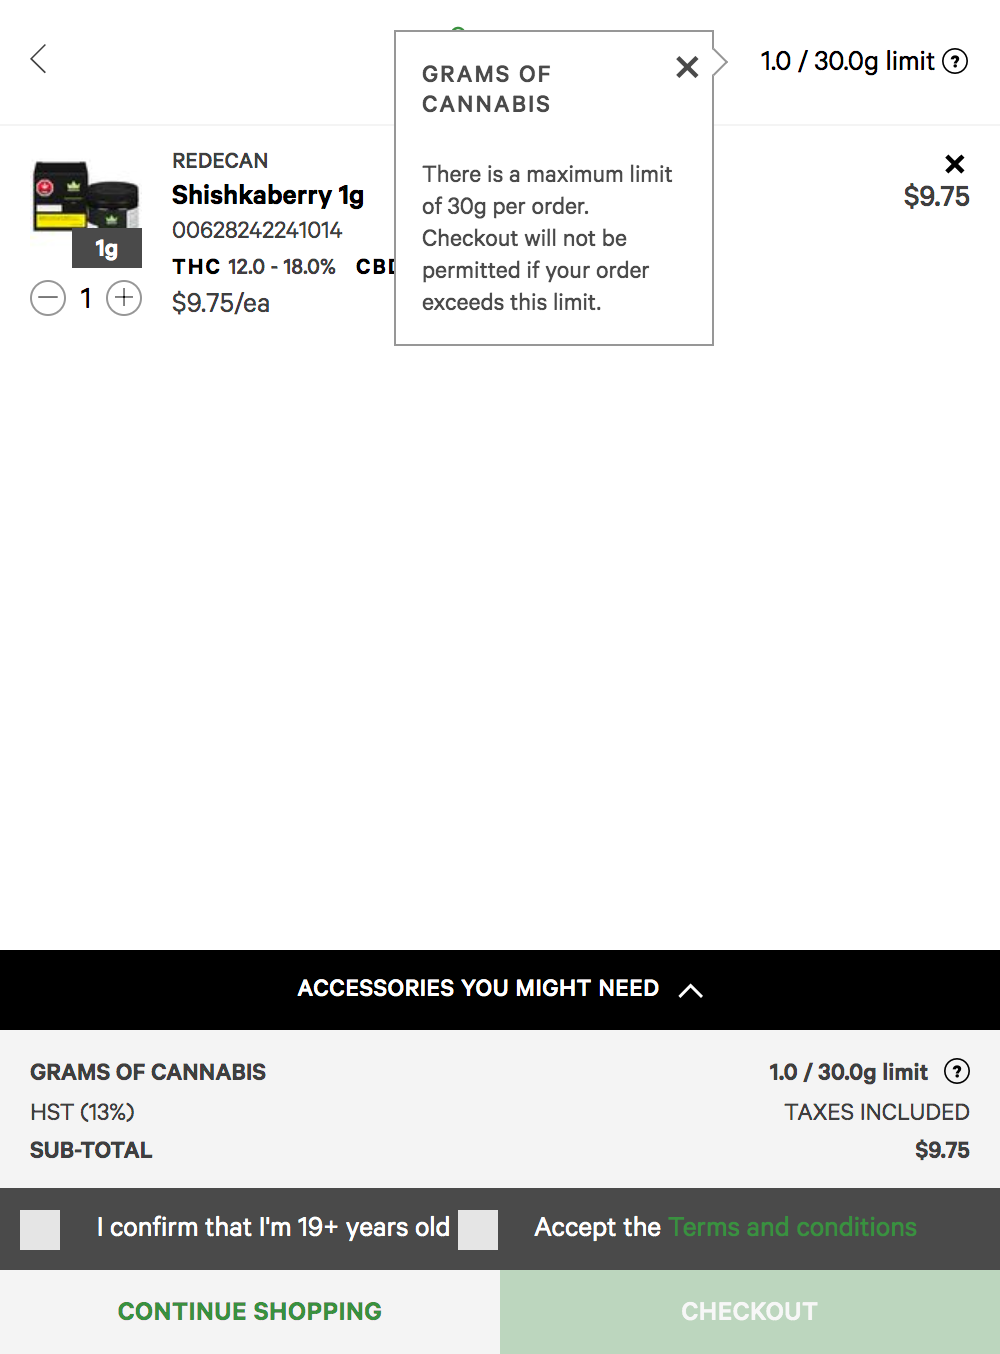 1.0 / 30.0g limit ?
GRAMS OF
CANNABIS
There is a maximum limit
of 30g per order.
Checkout will not be
permitted if your order
exceeds this limit.
REDECAN
Shishkaberry 1g
00628242241014
THC 12.0 - 18.0% CBD
$9.75/ea
$9.75
1g
1
ACCESSORIES YOU MIGHT NEED
GRAMS OF CANNABIS 1.0 / 30.0g limit ?
HST (13%) TAXES INCLUDED
SUB-TOTAL $9.75
I confirm that I'm 19+ years old Accept the Terms and conditions
CONTINUE SHOPPING CHECKOUT